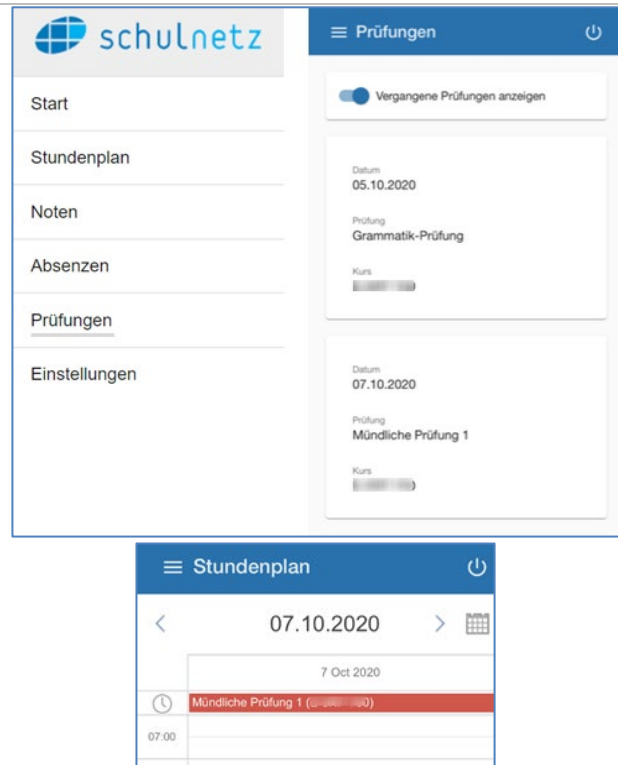 schulnetz
Start
Stundenplan
Noten
Absenzen
Prüfungen
Einstellungen
Prüfungen
Vergangene Prüfungen anzeigen
Datum
05.10.2020
Prüfung
Grammatik-Prüfung
Kurs
Datum
07.10.2020
Prüfung
Mündliche Prüfung 1
Kurs
Stundenplan
07.10.2020
7 Oct 2020
Mündliche Prüfung 1
07:00